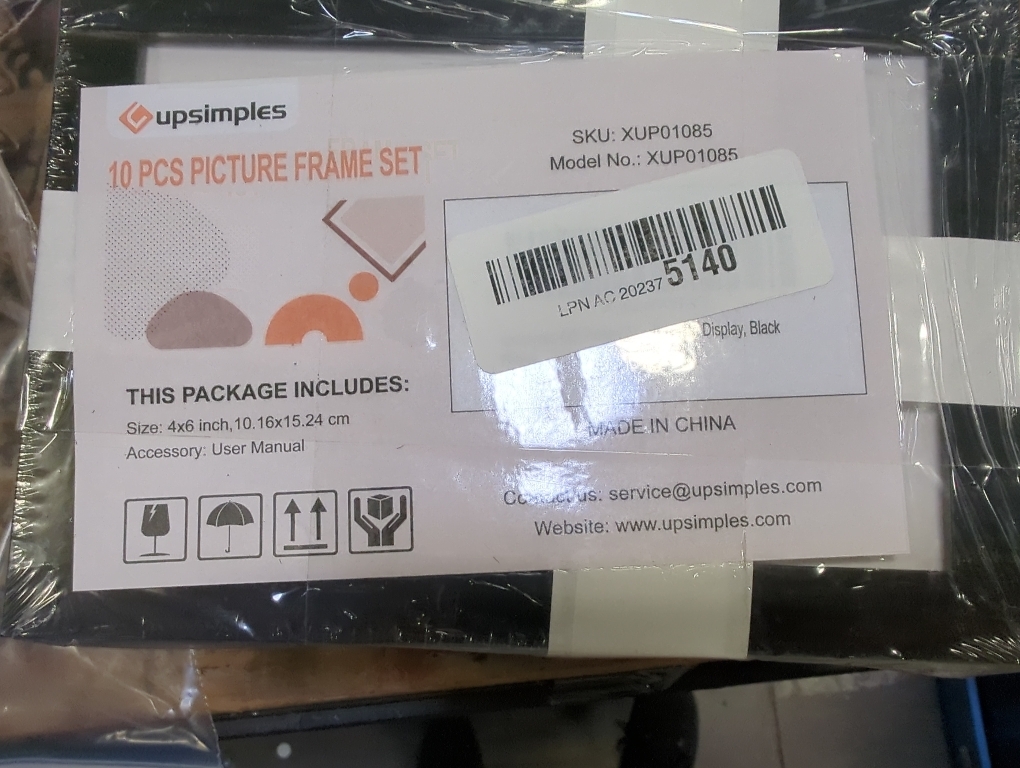 upsimples
10 PCS PICTURE FRAME SET
THIS PACKAGE INCLUDES:
Size: 4x6 inch,10.16x15.24 cm
Accessory: User Manual
SKU: XUP01085
Model No.: XUP01085
LPN AC 20237 5140
Display, Black
MADE IN CHINA
Contact us: service@upsimples.com
Website: www.upsimples.com